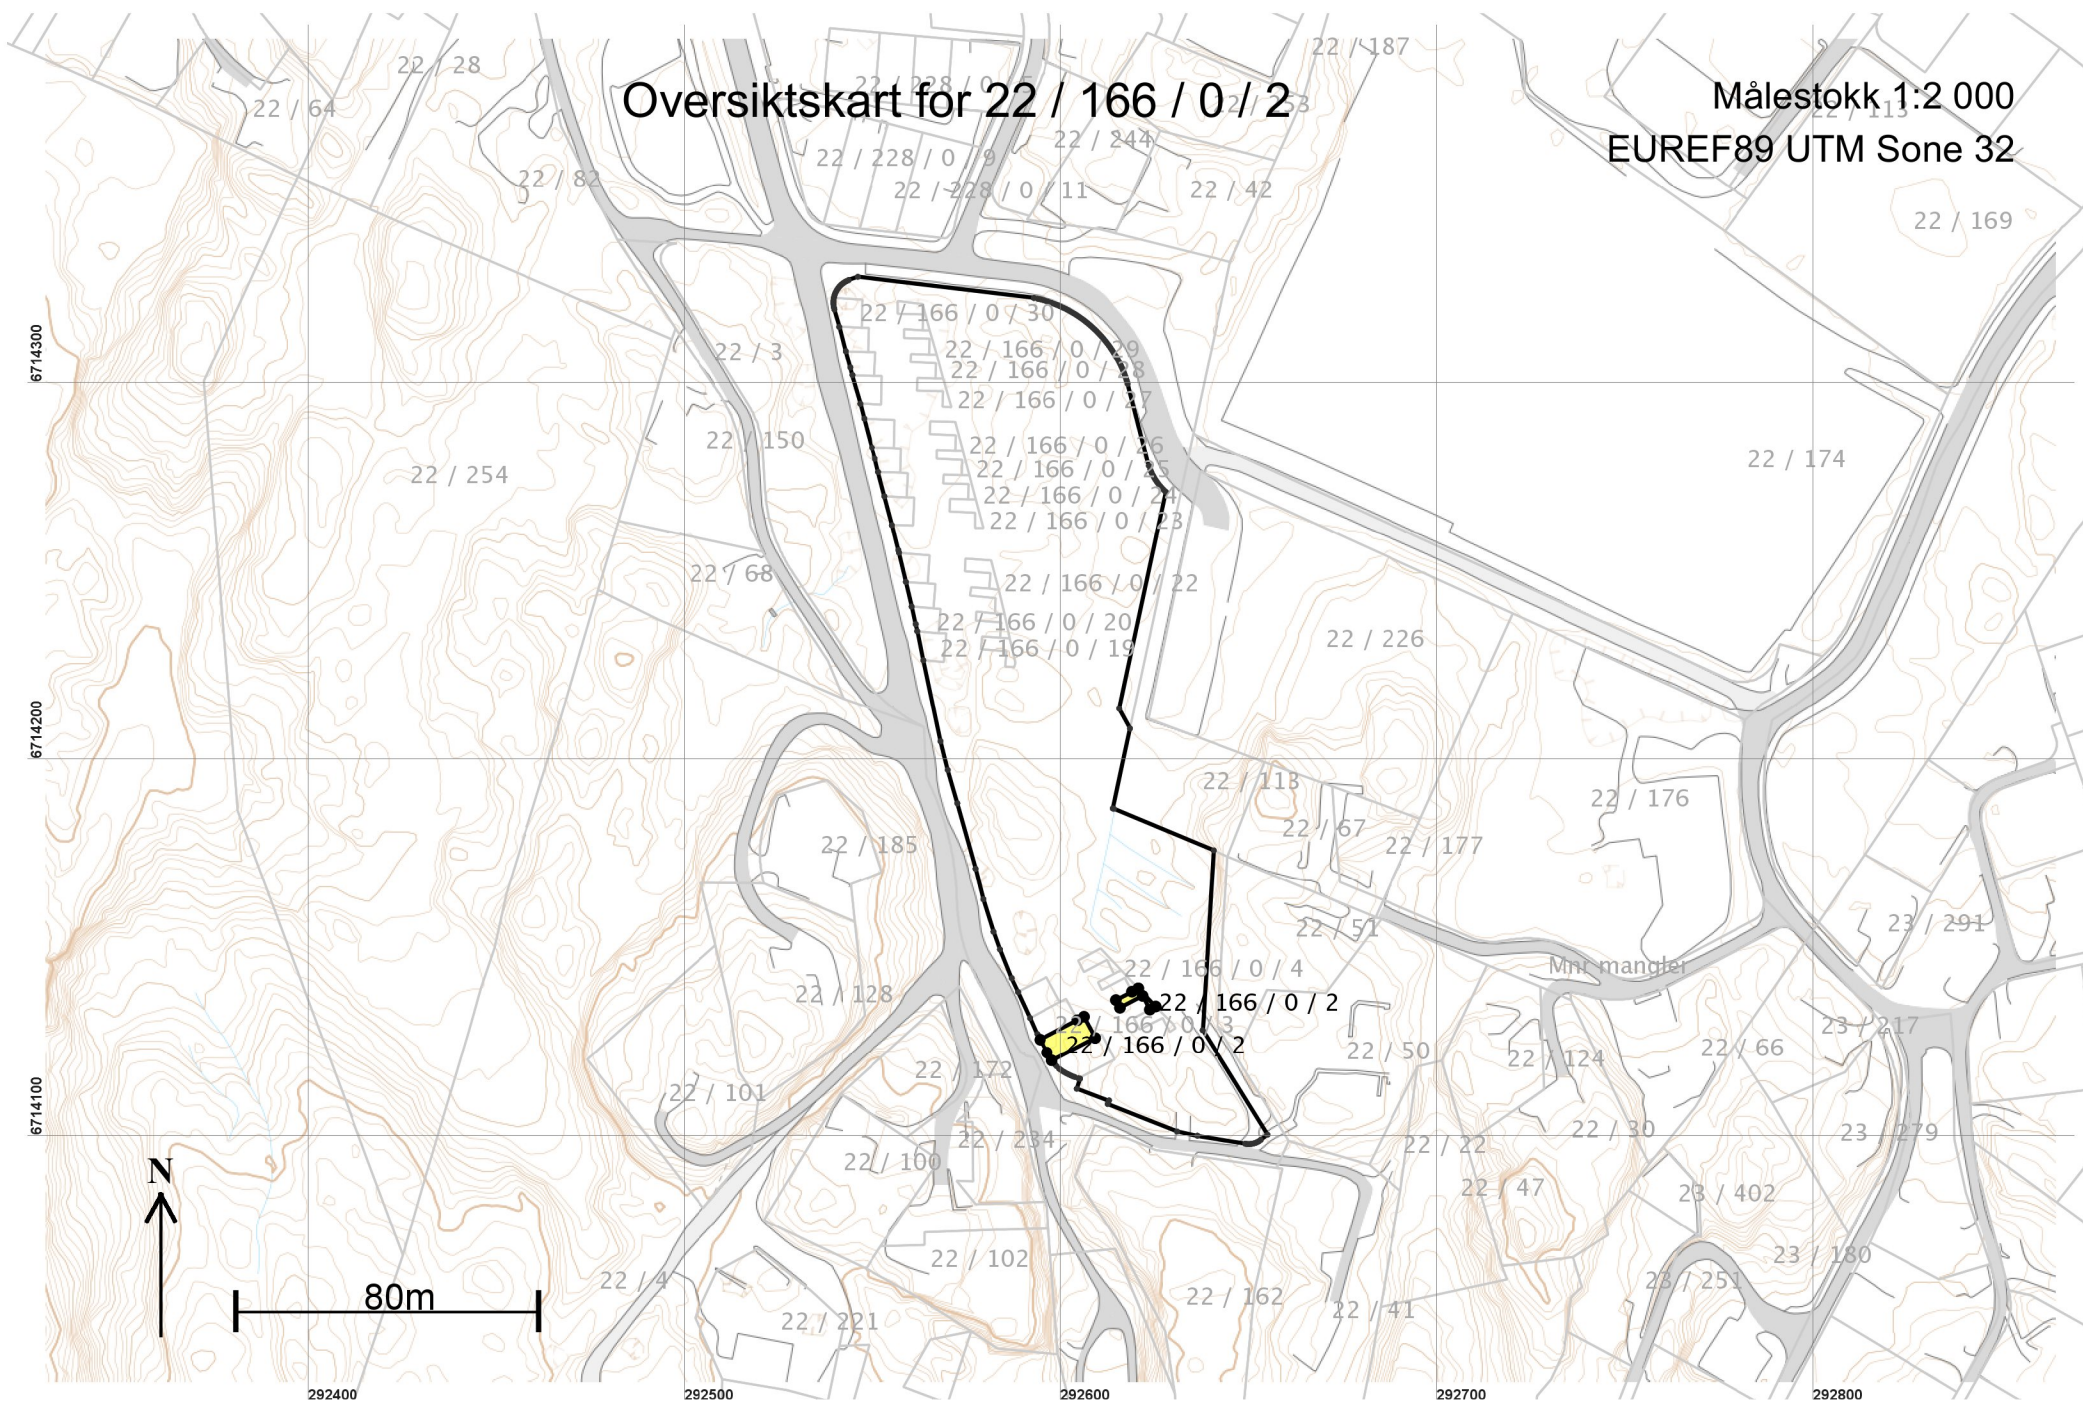 22 / 187
22 / 28
22 / 228 / 0 / 5
Oversiktskart for 22 / 166 / 0 / 2
Målestokk 1:2 000
22 / 64
22 / 253
22 / 113
22 / 244
EUREF89 UTM Sone 32
22 / 228 / 0 / 9
22 / 82
22 / 228 / 0 / 11
22 / 42
22 / 169
22 / 166 / 0 / 30
6714300
22 / 3
22 / 166 / 0 / 29
22 / 166 / 0 / 28
22 / 166 / 0 / 27
22 / 150
22 / 166 / 0 / 26
22 / 174
22 / 254
22 / 166 / 0 / 25
22 / 166 / 0 / 24
22 / 166 / 0 / 23
22 / 68
22 / 166 / 0 / 22
22 / 166 / 0 / 20
22 / 226
22 / 166 / 0 / 19
6714200
22 / 113
22 / 176
22 / 67
22 / 185
22 / 177
22 / 51
23 / 291
22 / 166 / 0 / 4
Mnr mangler
22 / 128
22 / 166 / 0 / 2
22 / 166 / 0 / 3
23 / 217
22 / 166 / 0 / 2
22 / 50
22 / 66
22 / 124
22 / 172
22 / 101
6714100
22 / 234
22 / 22
22 / 30
23 / 279
22 / 100
N
22 / 47
23 / 402
22 / 102
23 / 180
22 / 4
23 / 251
80m
22 / 162
22 / 41
22 / 221
292400
292500
292600
292700
292800